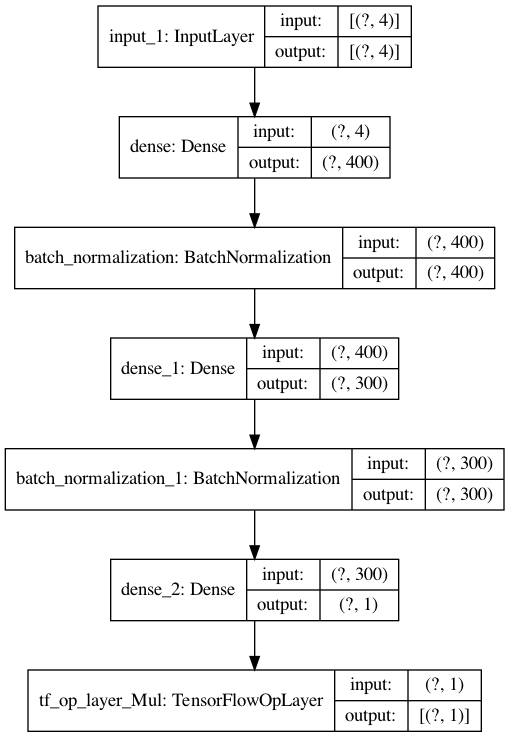 input_1: InputLayer
input: [(?, 4)]
output: [(?, 4)]
dense: Dense
input: (?, 4)
output: (?, 400)
batch_normalization: BatchNormalization
input: (?, 400)
output: (?, 400)
dense_1: Dense
input: (?, 400)
output: (?, 300)
batch_normalization_1: BatchNormalization
input: (?, 300)
output: (?, 300)
dense_2: Dense
input: (?, 300)
output: (?, 1)
tf_op_layer_Mul: TensorFlowOpLayer
input: (?, 1)
output: [(?, 1)]